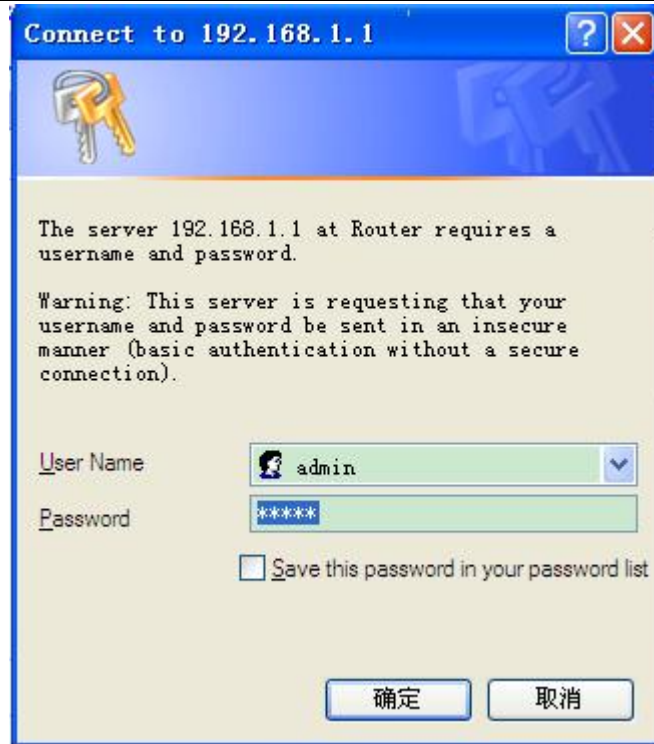 Connect to 192.168.1.1
The server 192.168.1.1 at Router requires a
username and password.
Warning: This server is requesting that your
username and password be sent in an insecure
manner (basic authentication without a secure
connection).
User Name
admin
Password
*****
Save this password in your password list
确定
取消